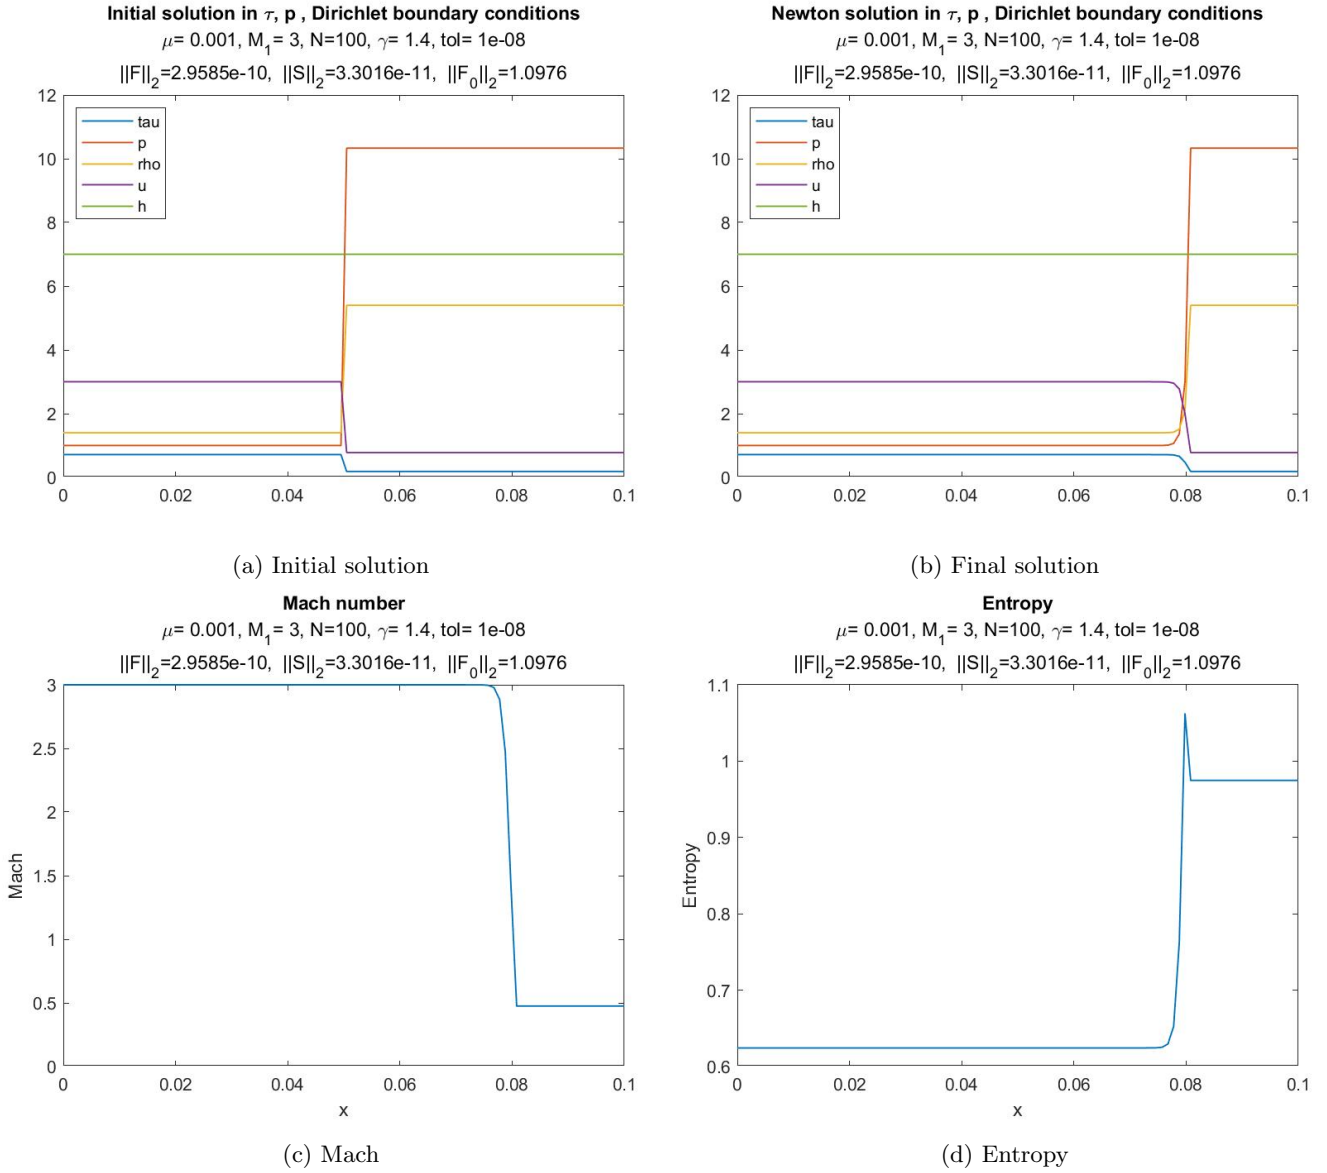 Initial solution in τ, p , Dirichlet boundary conditions
μ= 0.001, M₁= 3, N=100, γ= 1.4, tol= 1e-08
||F||₂=2.9585e-10, ||S||₂=3.3016e-11, ||F₀||₂=1.0976
12
10
8
6
4
2
0
tau
p
rho
u
h
0 0.02 0.04 0.06 0.08 0.1
(a) Initial solution
Newton solution in τ, p , Dirichlet boundary conditions
μ= 0.001, M₁= 3, N=100, γ= 1.4, tol= 1e-08
||F||₂=2.9585e-10, ||S||₂=3.3016e-11, ||F₀||₂=1.0976
12
10
8
6
4
2
0
tau
p
rho
u
h
0 0.02 0.04 0.06 0.08 0.1
(b) Final solution
Mach number
μ= 0.001, M₁= 3, N=100, γ= 1.4, tol= 1e-08
||F||₂=2.9585e-10, ||S||₂=3.3016e-11, ||F₀||₂=1.0976
3
2.5
2
1.5
1
0.5
0
Mach
0 0.02 0.04 0.06 0.08 0.1
x
(c) Mach
Entropy
μ= 0.001, M₁= 3, N=100, γ= 1.4, tol= 1e-08
||F||₂=2.9585e-10, ||S||₂=3.3016e-11, ||F₀||₂=1.0976
1.1
1
0.9
0.8
0.7
0.6
Entropy
0 0.02 0.04 0.06 0.08 0.1
x
(d) Entropy